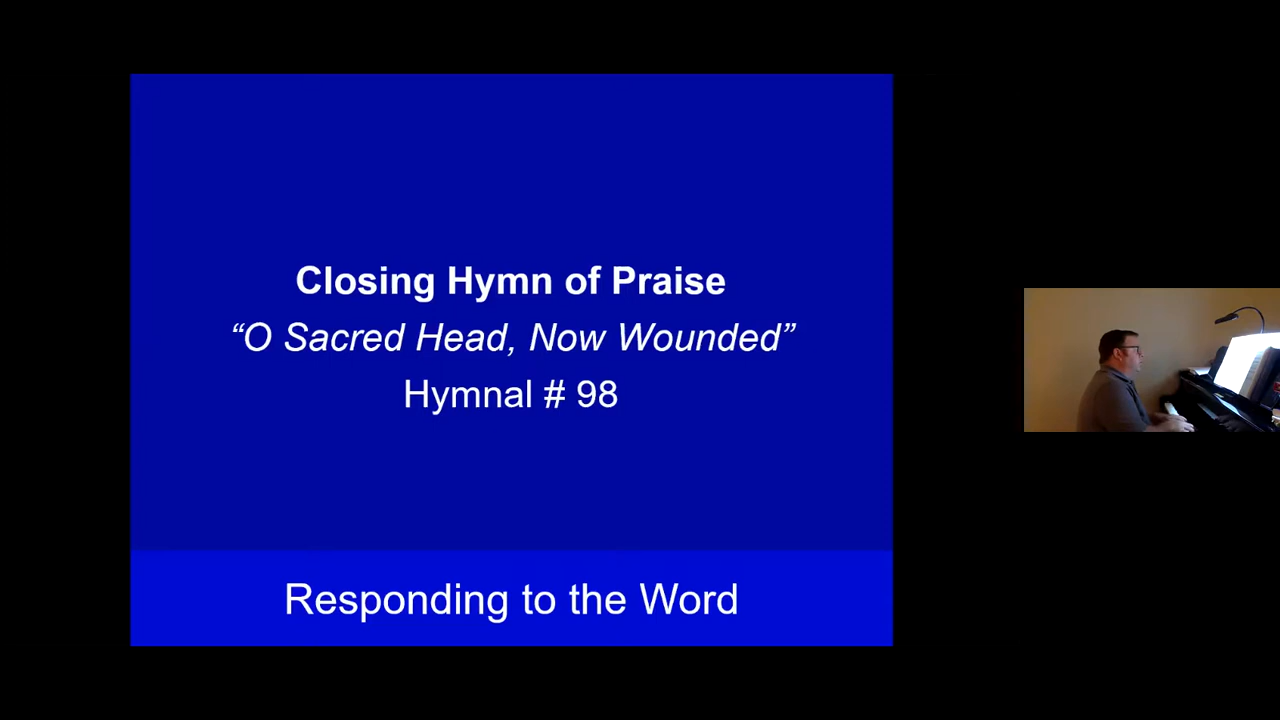 Closing Hymn of Praise
“O Sacred Head, Now Wounded”
Hymnal # 98
Responding to the Word